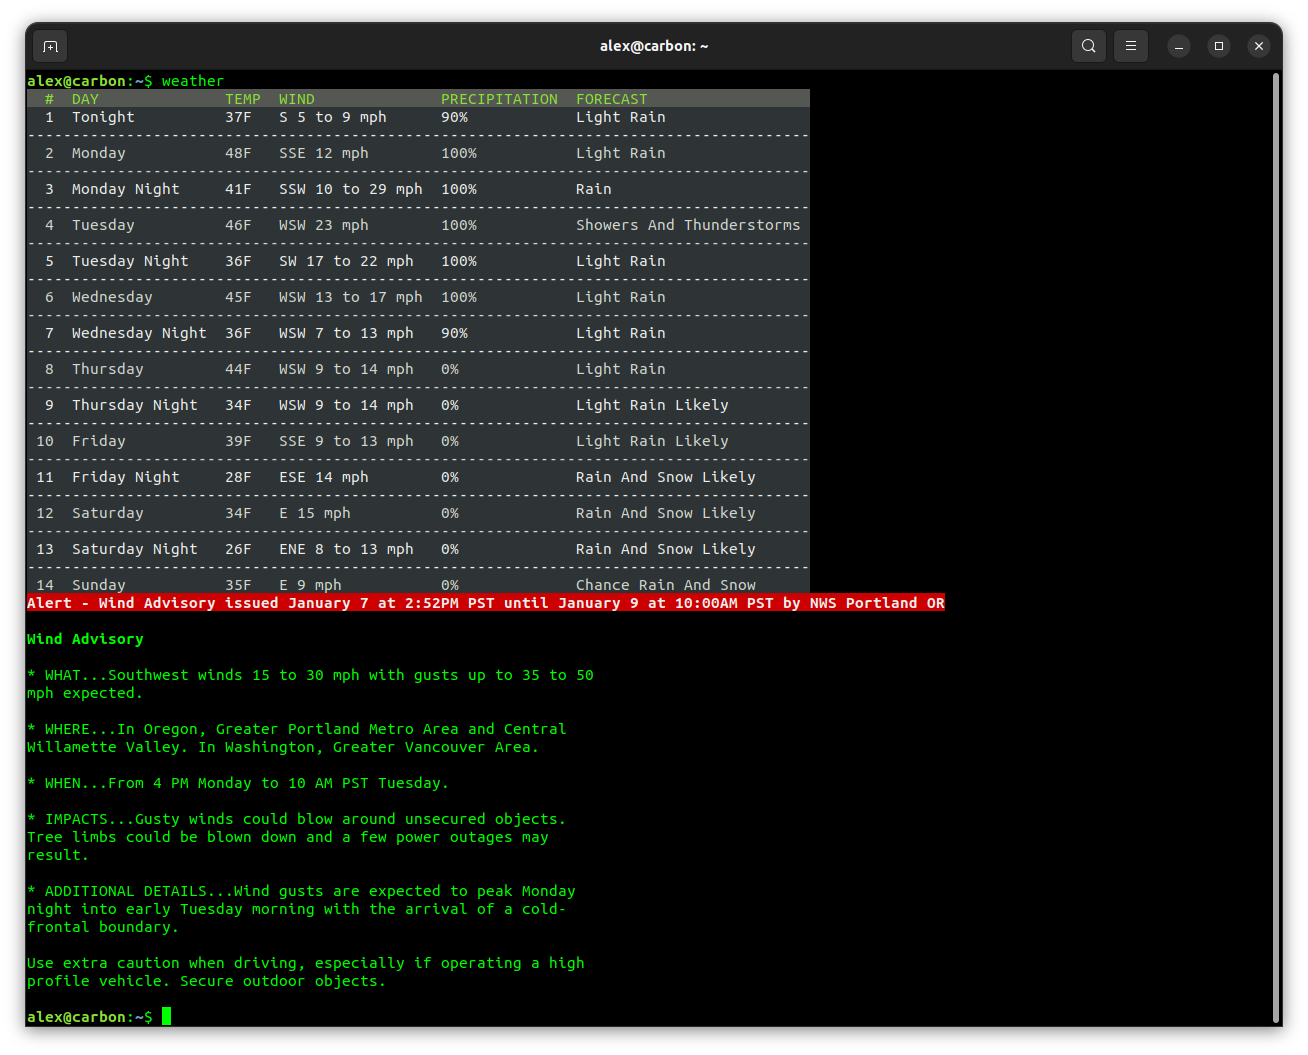 alex@carbon: ~
alex@carbon:~$ weather
# DAY TEMP WIND PRECIPITATION FORECAST
1 Tonight 37F S 5 to 9 mph 90% Light Rain
---------------------------------------------------------------------------------------
2 Monday 48F SSE 12 mph 100% Light Rain
---------------------------------------------------------------------------------------
3 Monday Night 41F SSW 10 to 29 mph 100% Rain
---------------------------------------------------------------------------------------
4 Tuesday 46F WSW 23 mph 100% Showers And Thunderstorms
---------------------------------------------------------------------------------------
5 Tuesday Night 36F SW 17 to 22 mph 100% Light Rain
---------------------------------------------------------------------------------------
6 Wednesday 45F WSW 13 to 17 mph 100% Light Rain
---------------------------------------------------------------------------------------
7 Wednesday Night 36F WSW 7 to 13 mph 90% Light Rain
---------------------------------------------------------------------------------------
8 Thursday 44F WSW 9 to 14 mph 0% Light Rain
---------------------------------------------------------------------------------------
9 Thursday Night 34F WSW 9 to 14 mph 0% Light Rain Likely
---------------------------------------------------------------------------------------
10 Friday 39F SSE 9 to 13 mph 0% Light Rain Likely
---------------------------------------------------------------------------------------
11 Friday Night 28F ESE 14 mph 0% Rain And Snow Likely
---------------------------------------------------------------------------------------
12 Saturday 34F E 15 mph 0% Rain And Snow Likely
---------------------------------------------------------------------------------------
13 Saturday Night 26F ENE 8 to 13 mph 0% Rain And Snow Likely
---------------------------------------------------------------------------------------
14 Sunday 35F E 9 mph 0% Chance Rain And Snow
Alert - Wind Advisory issued January 7 at 2:52PM PST until January 9 at 10:00AM PST by NWS Portland OR
Wind Advisory
* WHAT...Southwest winds 15 to 30 mph with gusts up to 35 to 50
mph expected.
* WHERE...In Oregon, Greater Portland Metro Area and Central
Willamette Valley. In Washington, Greater Vancouver Area.
* WHEN...From 4 PM Monday to 10 AM PST Tuesday.
* IMPACTS...Gusty winds could blow around unsecured objects.
Tree limbs could be blown down and a few power outages may
result.
* ADDITIONAL DETAILS...Wind gusts are expected to peak Monday
night into early Tuesday morning with the arrival of a cold-
frontal boundary.
Use extra caution when driving, especially if operating a high
profile vehicle. Secure outdoor objects.
alex@carbon:~$